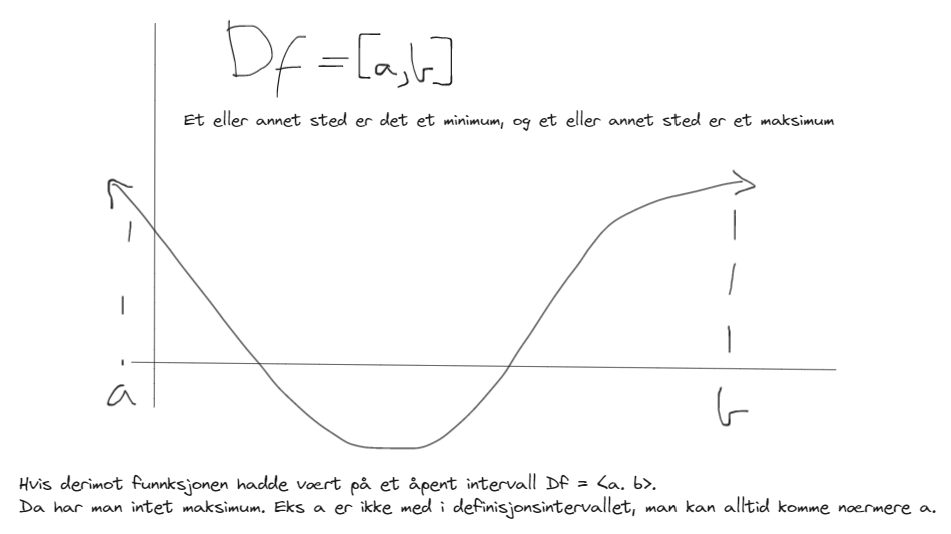 Df = [a,b]
Et eller annet sted er det et minimum, og et eller annet sted er et maksimum
a
b
Hvis derimot funnksjonen hadde vært på et åpent intervall Df = <a. b>.
Da har man intet maksimum. Eks a er ikke med i definisjonsintervallet, man kan alltid komme nærmere a.